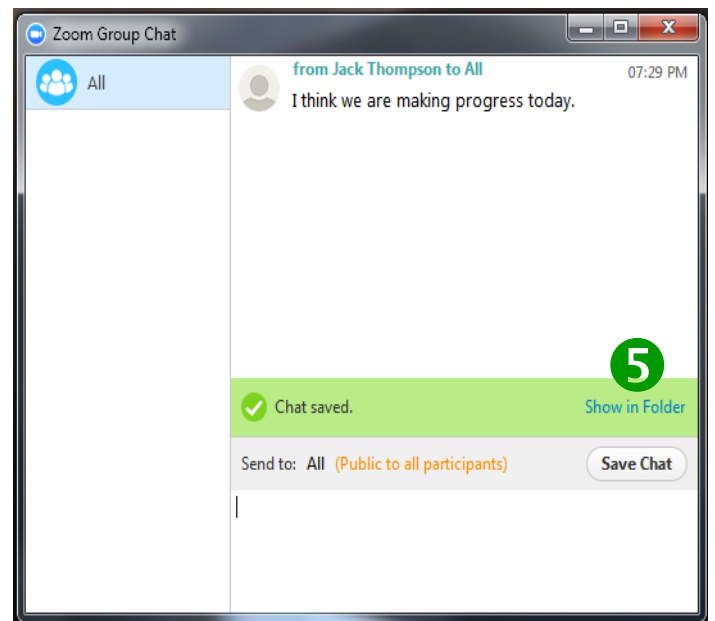 Zoom Group Chat
All
from Jack Thompson to All 07:29 PM
I think we are making progress today.
5
Chat saved. Show in Folder
Send to: All (Public to all participants) Save Chat